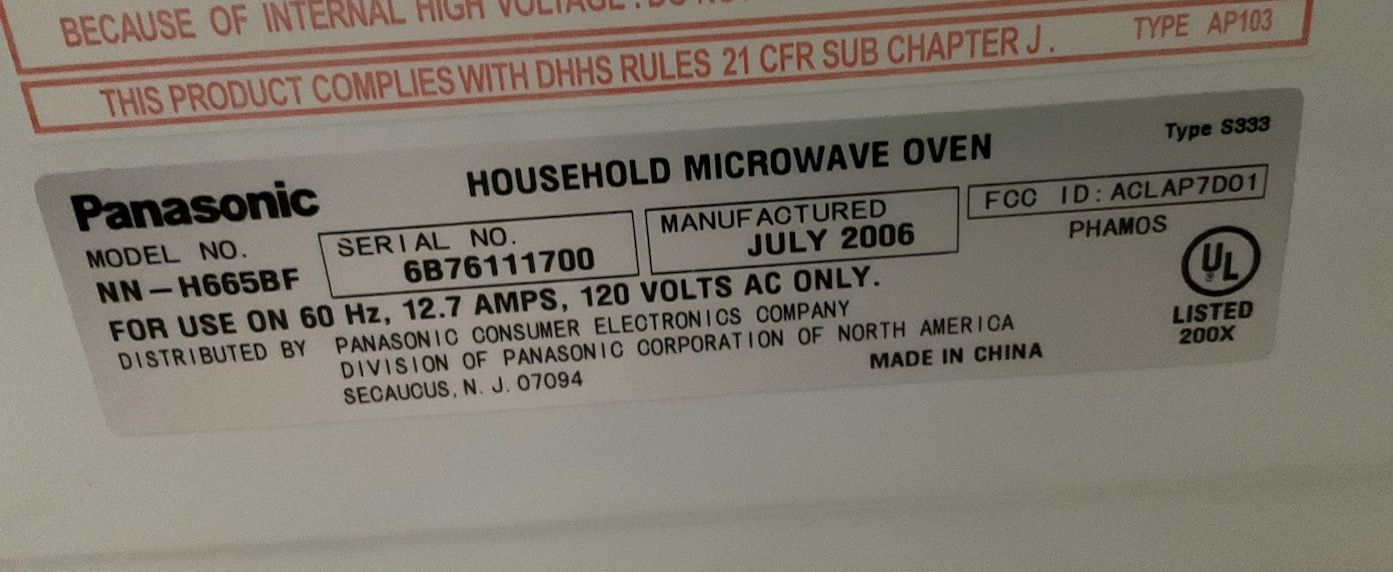 BECAUSE OF INTERNAL HIGH VOLTAGE.
THIS PRODUCT COMPLIES WITH DHHS RULES 21 CFR SUB CHAPTER J. TYPE AP103
Type S333
Panasonic HOUSEHOLD MICROWAVE OVEN
MODEL NO. SERIAL NO. MANUFACTURED FCC ID: ACLAP7D01
NN-H665BF 6B76111700 JULY 2006 PHAMOS
UL
FOR USE ON 60 Hz, 12.7 AMPS, 120 VOLTS AC ONLY.
LISTED
DISTRIBUTED BY PANASONIC CONSUMER ELECTRONICS COMPANY
200X
DIVISION OF PANASONIC CORPORATION OF NORTH AMERICA
SECAUCUS, N. J. 07094 MADE IN CHINA